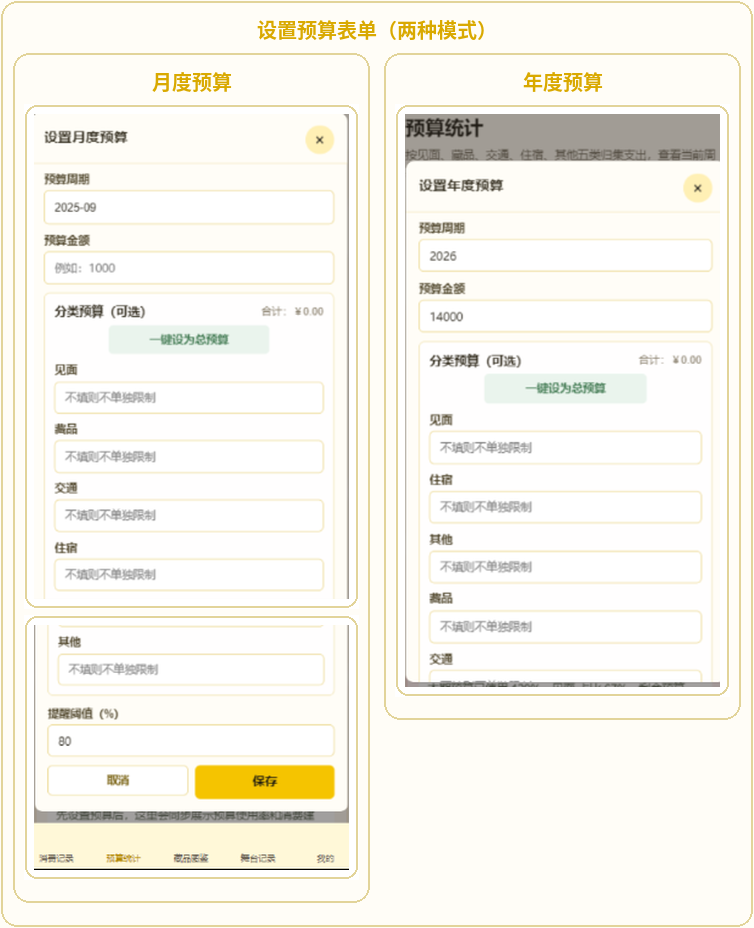 设置预算表单（两种模式）
月度预算
设置月度预算
×
预算周期
2025-09
预算金额
例如：1000
分类预算（可选）
合计：￥0.00
一键设为总预算
见面
不填则不单独限制
藏品
不填则不单独限制
交通
不填则不单独限制
住宿
不填则不单独限制
其他
不填则不单独限制
提醒阈值（%）
80
取消
保存
先设置预算后，这里会同步展示预算使用率和消费建
消费记录
预算统计
藏品图鉴
舞台记录
我的
年度预算
预算统计
按见面、藏品、交通、住宿、其他五类归集支出，查看当前周
设置年度预算
×
预算周期
2026
预算金额
14000
分类预算（可选）
合计：￥0.00
一键设为总预算
见面
不填则不单独限制
住宿
不填则不单独限制
其他
不填则不单独限制
藏品
不填则不单独限制
交通